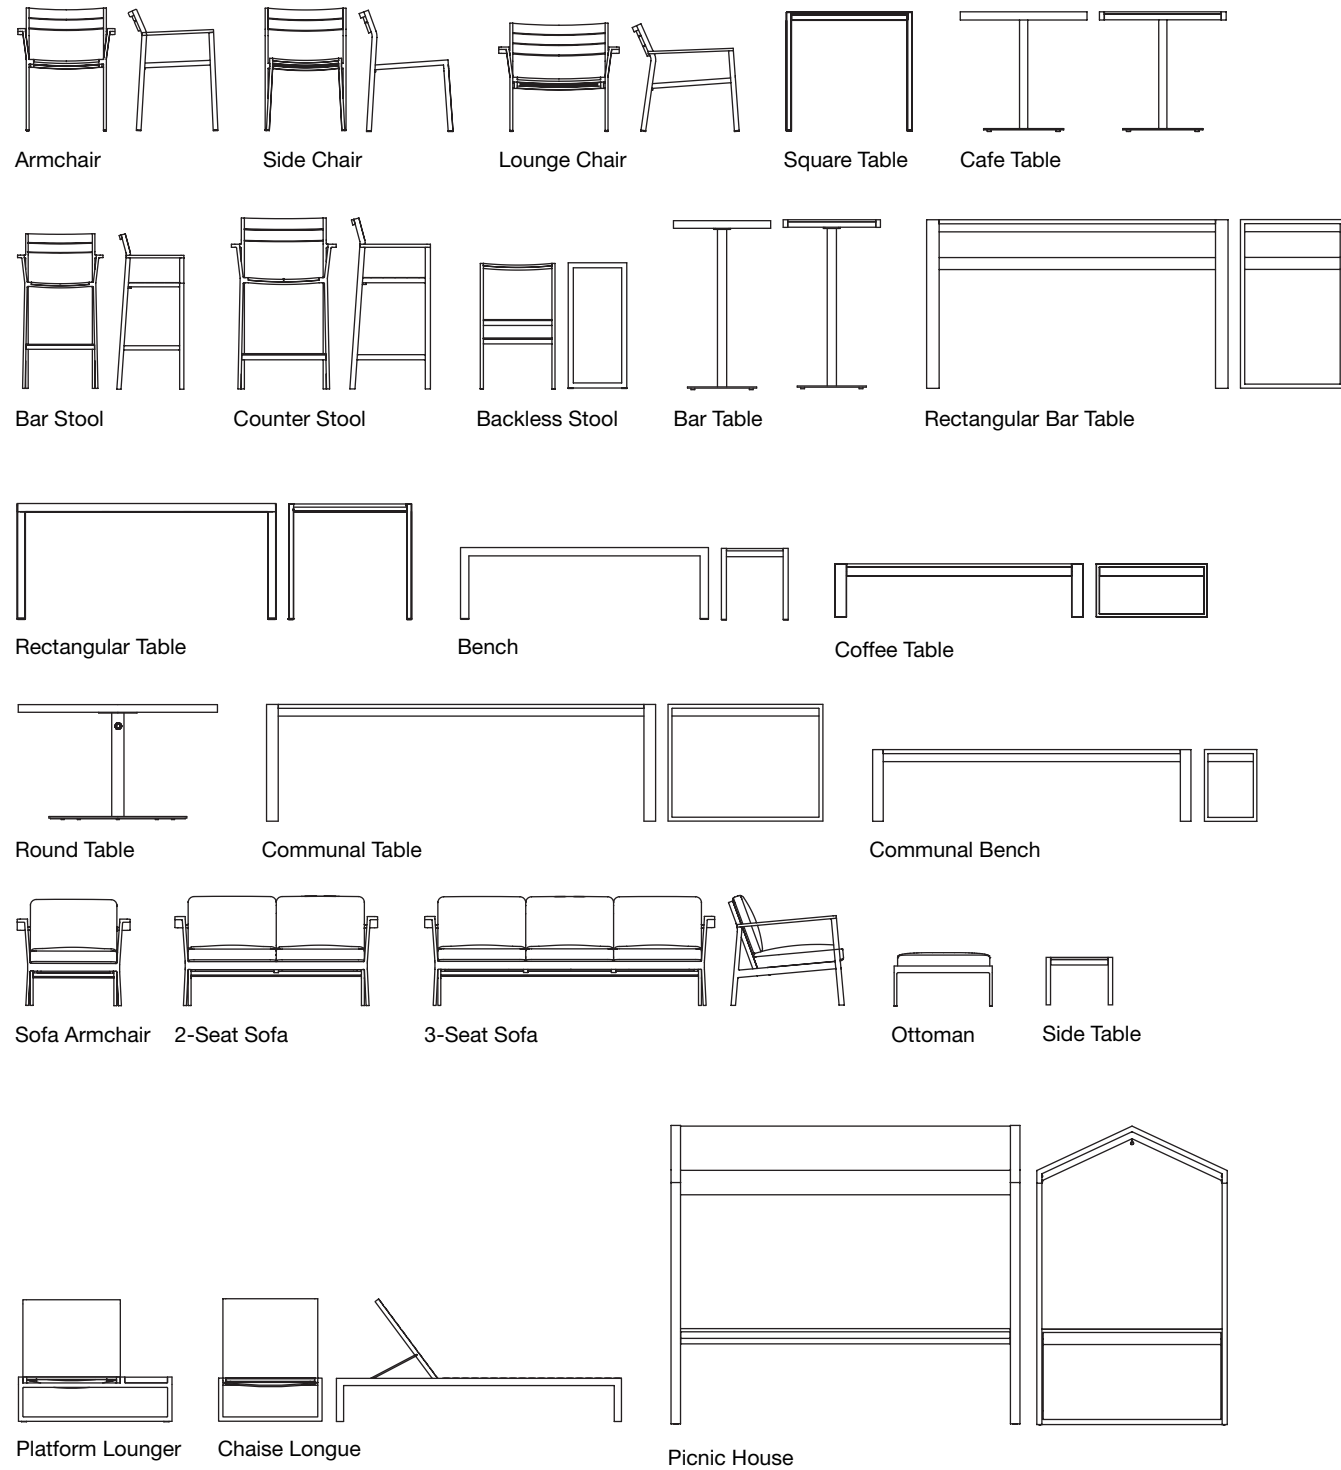 Armchair
Side Chair
Lounge Chair
Square Table
Cafe Table
Bar Stool
Counter Stool
Backless Stool
Bar Table
Rectangular Bar Table
Rectangular Table
Bench
Coffee Table
Round Table
Communal Table
Communal Bench
Sofa Armchair
2-Seat Sofa
3-Seat Sofa
Ottoman
Side Table
Platform Lounger
Chaise Longue
Picnic House